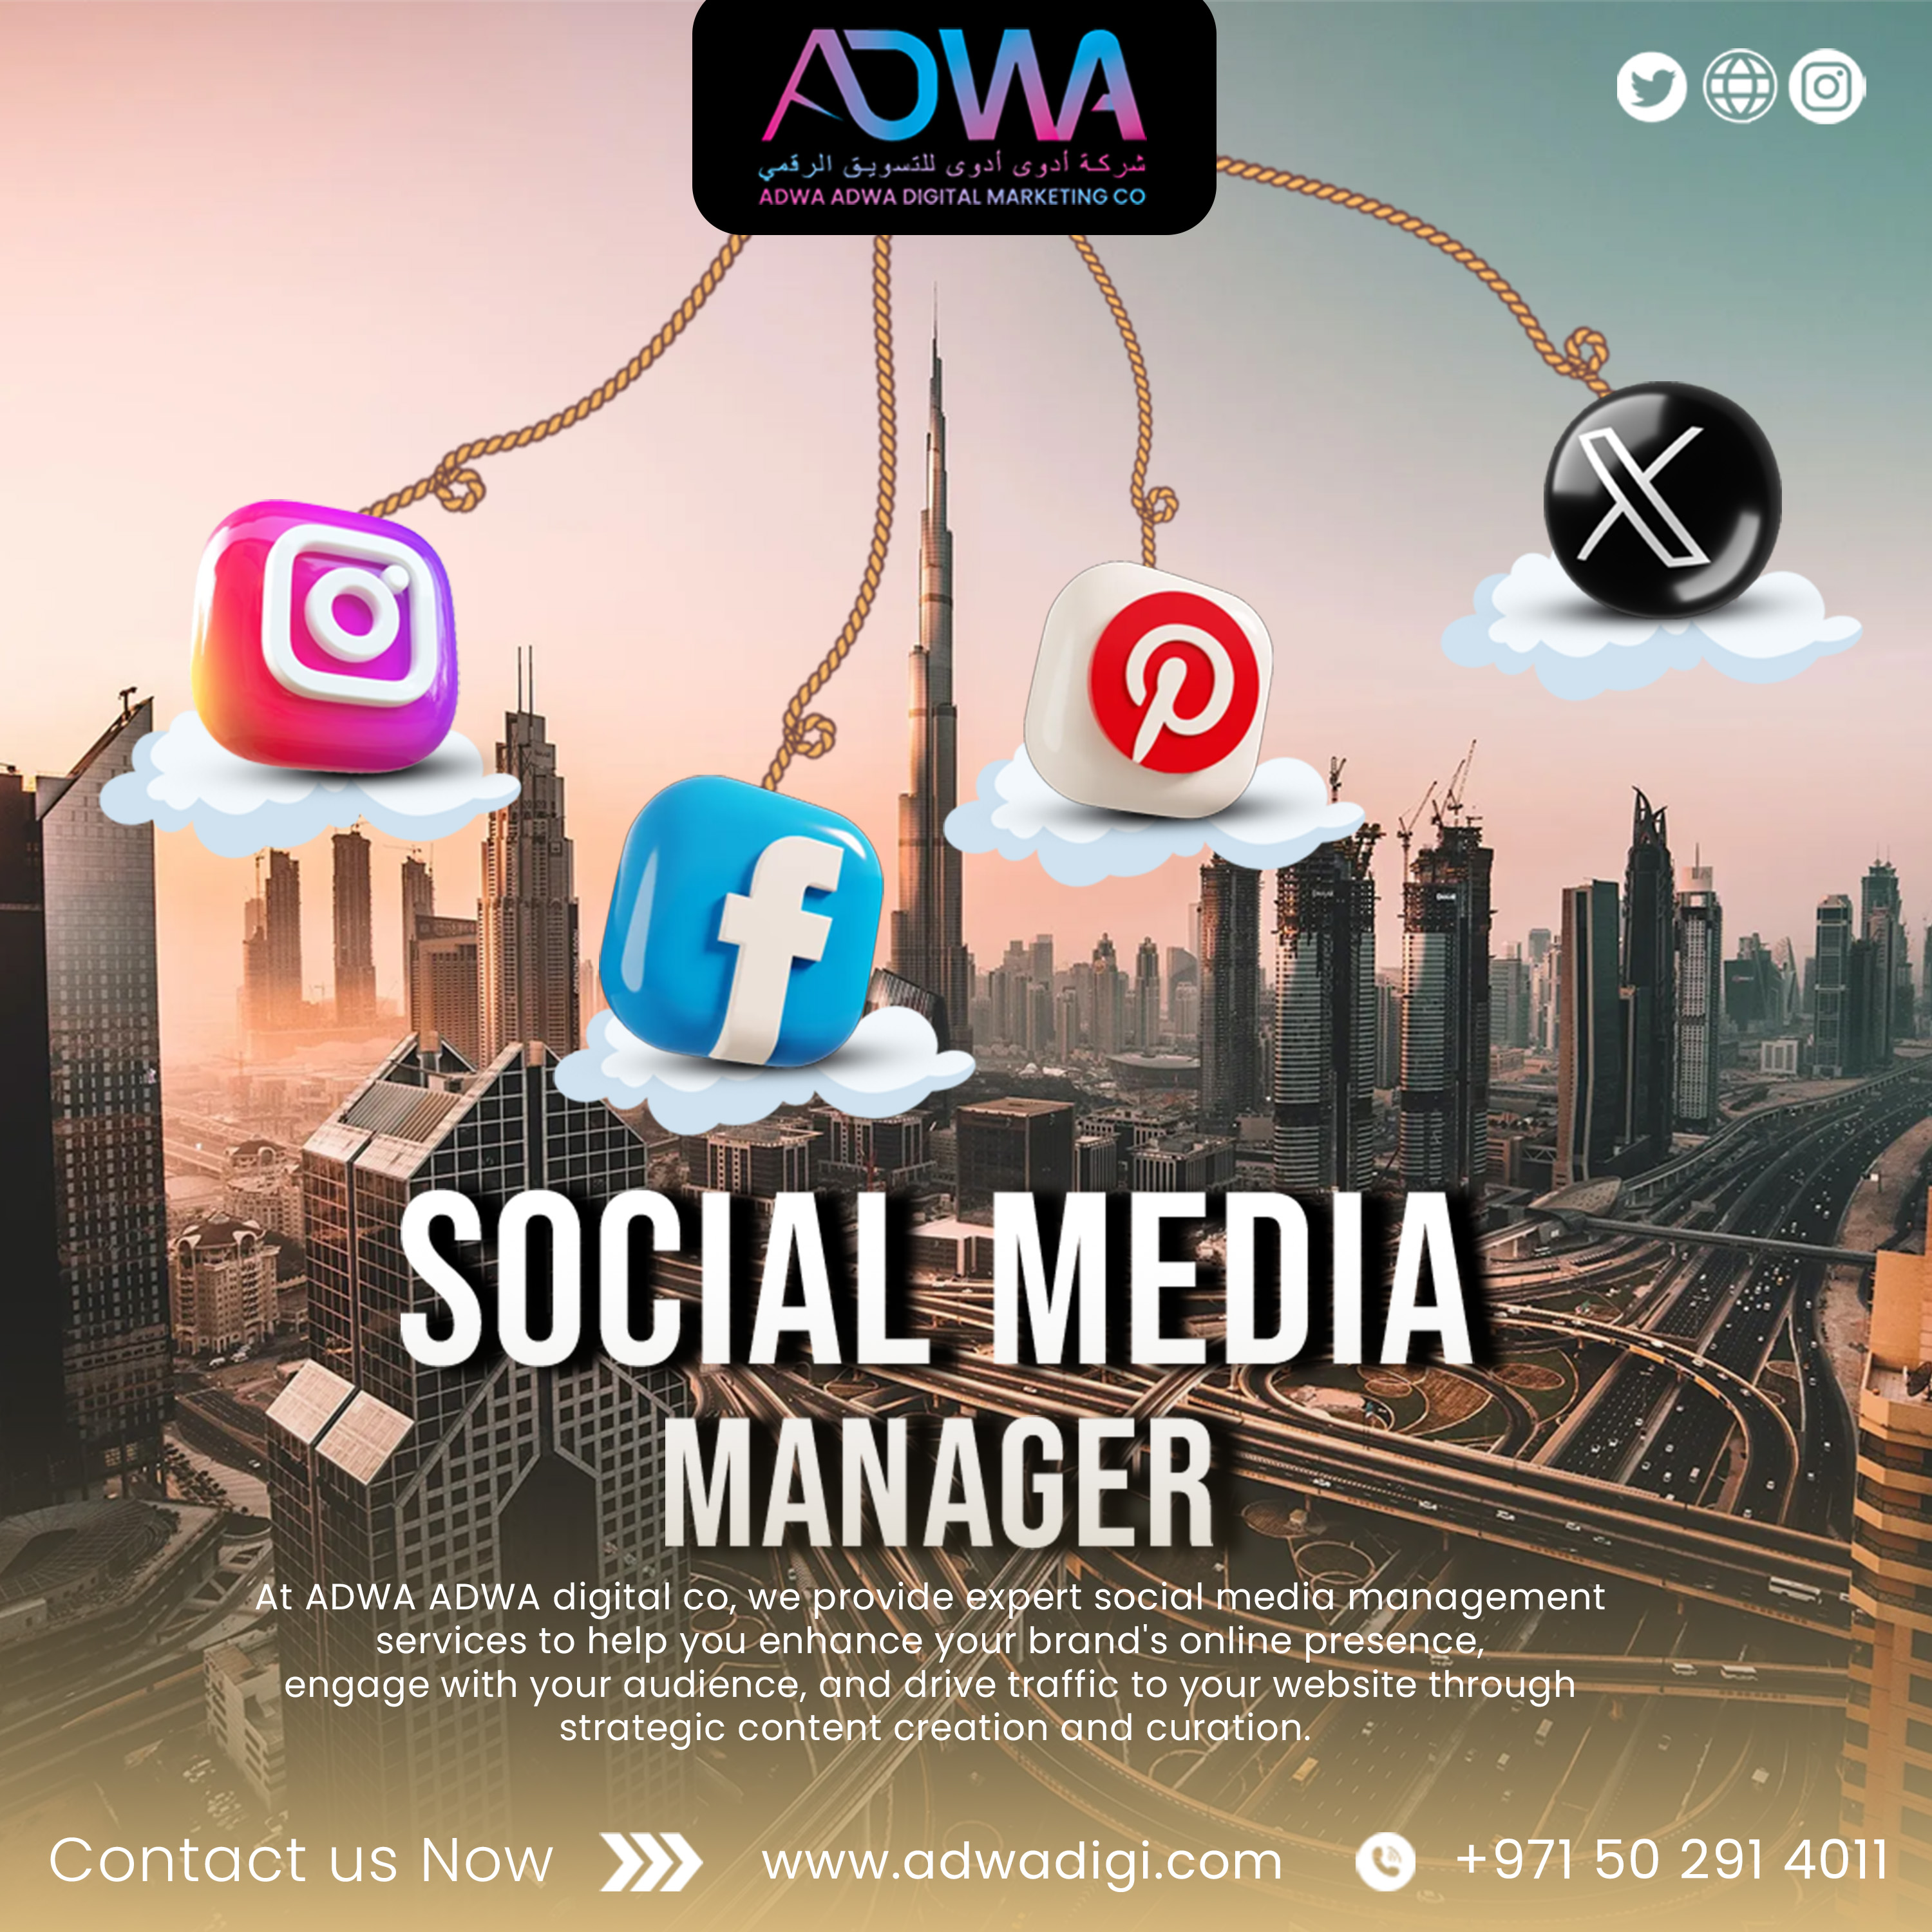 ADWA
شركة أدوى أدوى للتسويق الرقمي
ADWA ADWA DIGITAL MARKETING CO
SOCIAL MEDIA
MANAGER
At ADWA ADWA digital co, we provide expert social media management
services to help you enhance your brand's online presence,
engage with your audience, and drive traffic to your website through
strategic content creation and curation.
Contact us Now
www.adwadigi.com
+971 50 291 4011